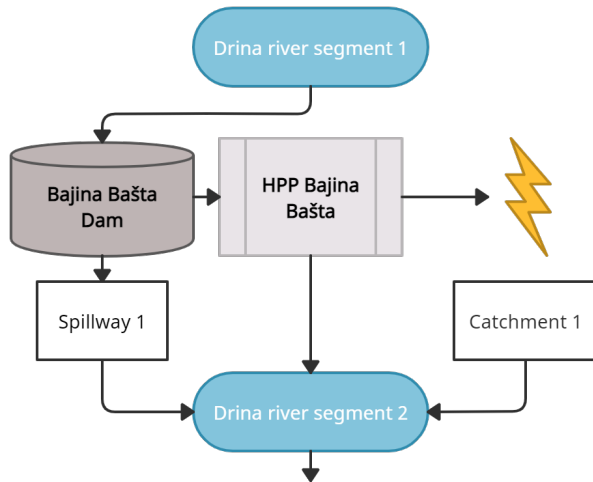 Drina river segment 1
Bajina Bašta
Dam
HPP Bajina
Bašta
Spillway 1
Catchment 1
Drina river segment 2